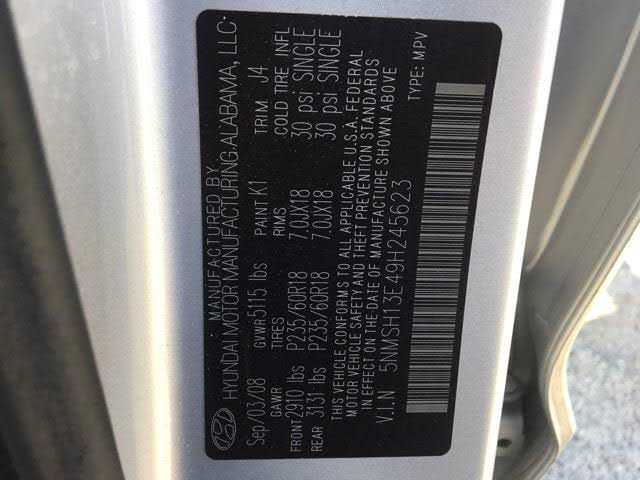 MANUFACTURED BY
HYUNDAI MOTOR MANUFACTURING ALABAMA, LLC
Sep/03/08 GVWR 5115 lbs PAINT K1 TRIM J4
GAWR TIRES RIMS COLD TIRE INFL
FRONT 2910 lbs P235/60R18 7.0JX18 30 psi SINGLE
REAR 3131 lbs P235/60R18 7.0JX18 30 psi SINGLE
THIS VEHICLE CONFORMS TO ALL APPLICABLE U.S.A. FEDERAL
MOTOR VEHICLE SAFETY AND THEFT PREVENTION STANDARDS
IN EFFECT ON THE DATE OF MANUFACTURE SHOWN ABOVE
V.I.N 5NMSH13E49H245623 TYPE: MPV